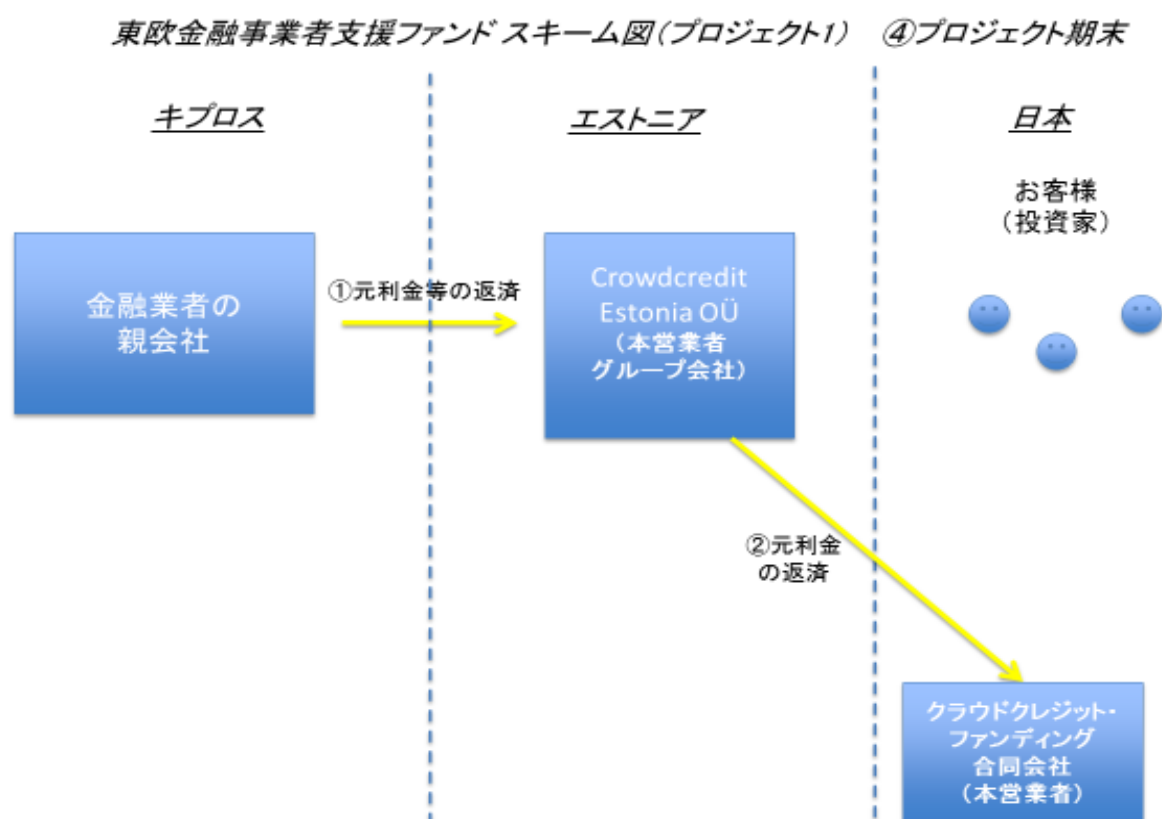 東欧金融事業者支援ファンド スキーム図（プロジェクト1） ④プロジェクト期末
キプロス
エストニア
日本
お客様
（投資家）
金融業者の
親会社
①元利金等の返済
Crowdcredit
Estonia OÜ
（本営業者
グループ会社）
②元利金
の返済
クラウドクレジット・
ファンディング
合同会社
（本営業者）